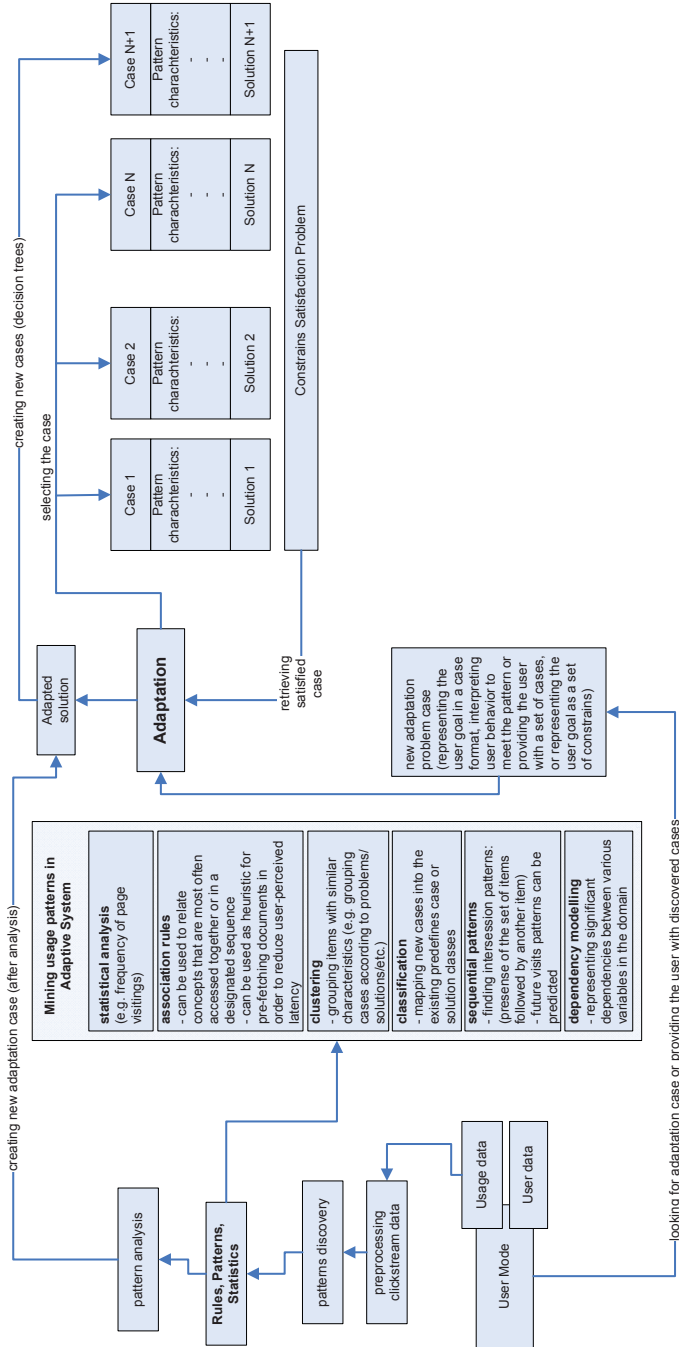 creating new adaptation case (after analysis)
creating new cases (decision trees)
selecting the case
pattern analysis
Rules, Patterns,
Statistics
patterns discovery
preprocessing
clickstream data
Usage data
User data
User Mode
Mining usage patterns in
Adaptive System
statistical analysis
(e.g. frequency of page
visitings)
association rules
- can be used to relate
concepts that are most often
accessed together or in a
designated sequence
- can be used as heuristic for
pre-fetching documents in
order to reduce user-perceived
latency
clustering
- grouping items with similar
characteristics (e.g. grouping
cases according to problems/
solutions/etc.)
classification
- mapping new cases into the
existing predefines case or
solution classes
sequential patterns
- finding intersession patterns:
(presense of the set of items
followed by another item)
- future visits patterns can be
predicted
dependency modelling
- representing significant
dependencies between various
variables in the domain
Adapted
solution
Adaptation
retrieving
satisfied
case
new adaptation
problem case
(representing the
user goal in a case
format, interpreting
user behavior to
meet the pattern or
providing the user
with a set of cases,
or representing the
user goal as a set
of constrains)
Case 1
Pattern
charachteristics:
-
-
-
Solution 1
Case 2
Pattern
charachteristics:
-
-
-
Solution 2
Case N
Pattern
charachteristics:
-
-
-
Solution N
Case N+1
Pattern
charachteristics:
-
-
-
Solution N+1
Constrains Satisfaction Problem
looking for adaptation case or providing the user with discovered cases